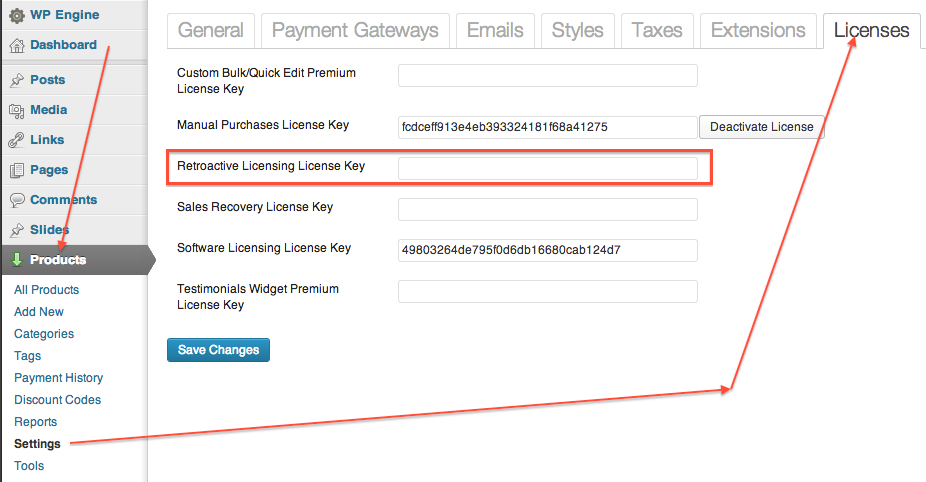 WP Engine
Dashboard
Posts
Media
Links
Pages
Comments
Slides
Products
All Products
Add New
Categories
Tags
Payment History
Discount Codes
Reports
Settings
Tools
General
Payment Gateways
Emails
Styles
Taxes
Extensions
Licenses
Custom Bulk/Quick Edit Premium
License Key
Manual Purchases License Key
fcdceff913e4eb393324181f68a41275
Deactivate License
Retroactive Licensing License Key
Sales Recovery License Key
Software Licensing License Key
49803264de795f0d6db16680cab124d7
Testimonials Widget Premium
License Key
Save Changes